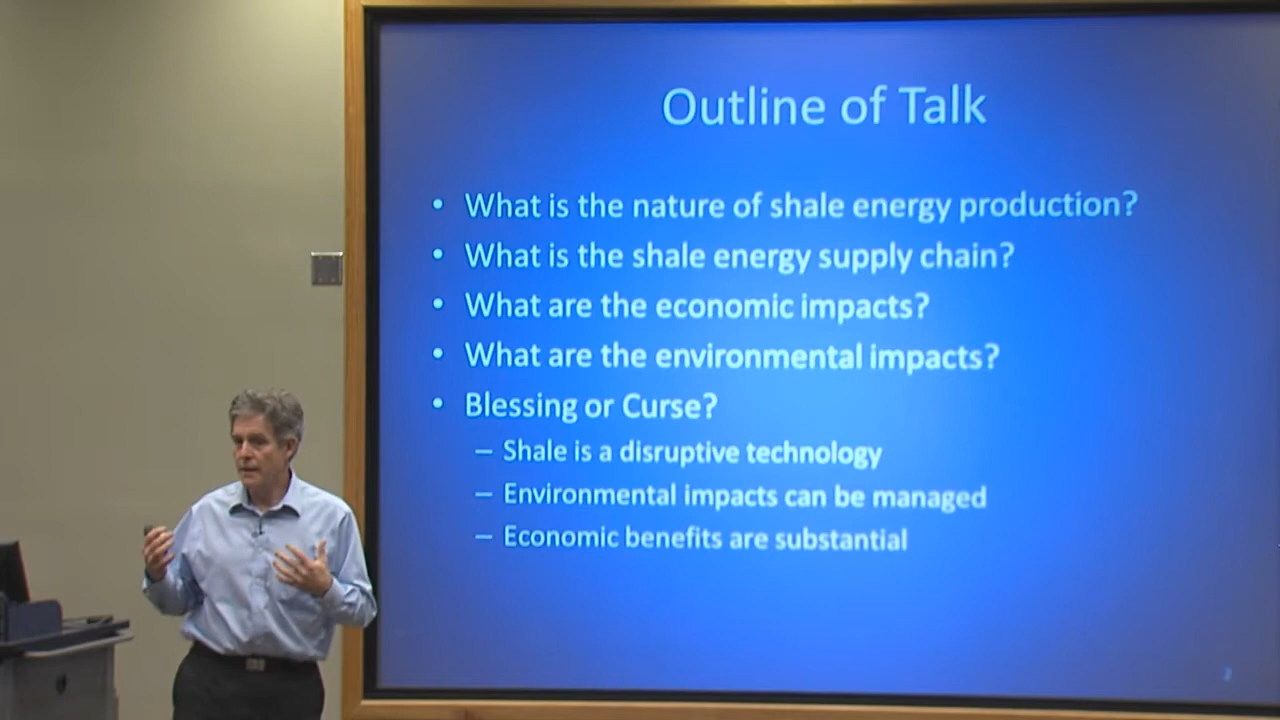 Outline of Talk
• What is the nature of shale energy production?
• What is the shale energy supply chain?
• What are the economic impacts?
• What are the environmental impacts?
• Blessing or Curse?
– Shale is a disruptive technology
– Environmental impacts can be managed
– Economic benefits are substantial